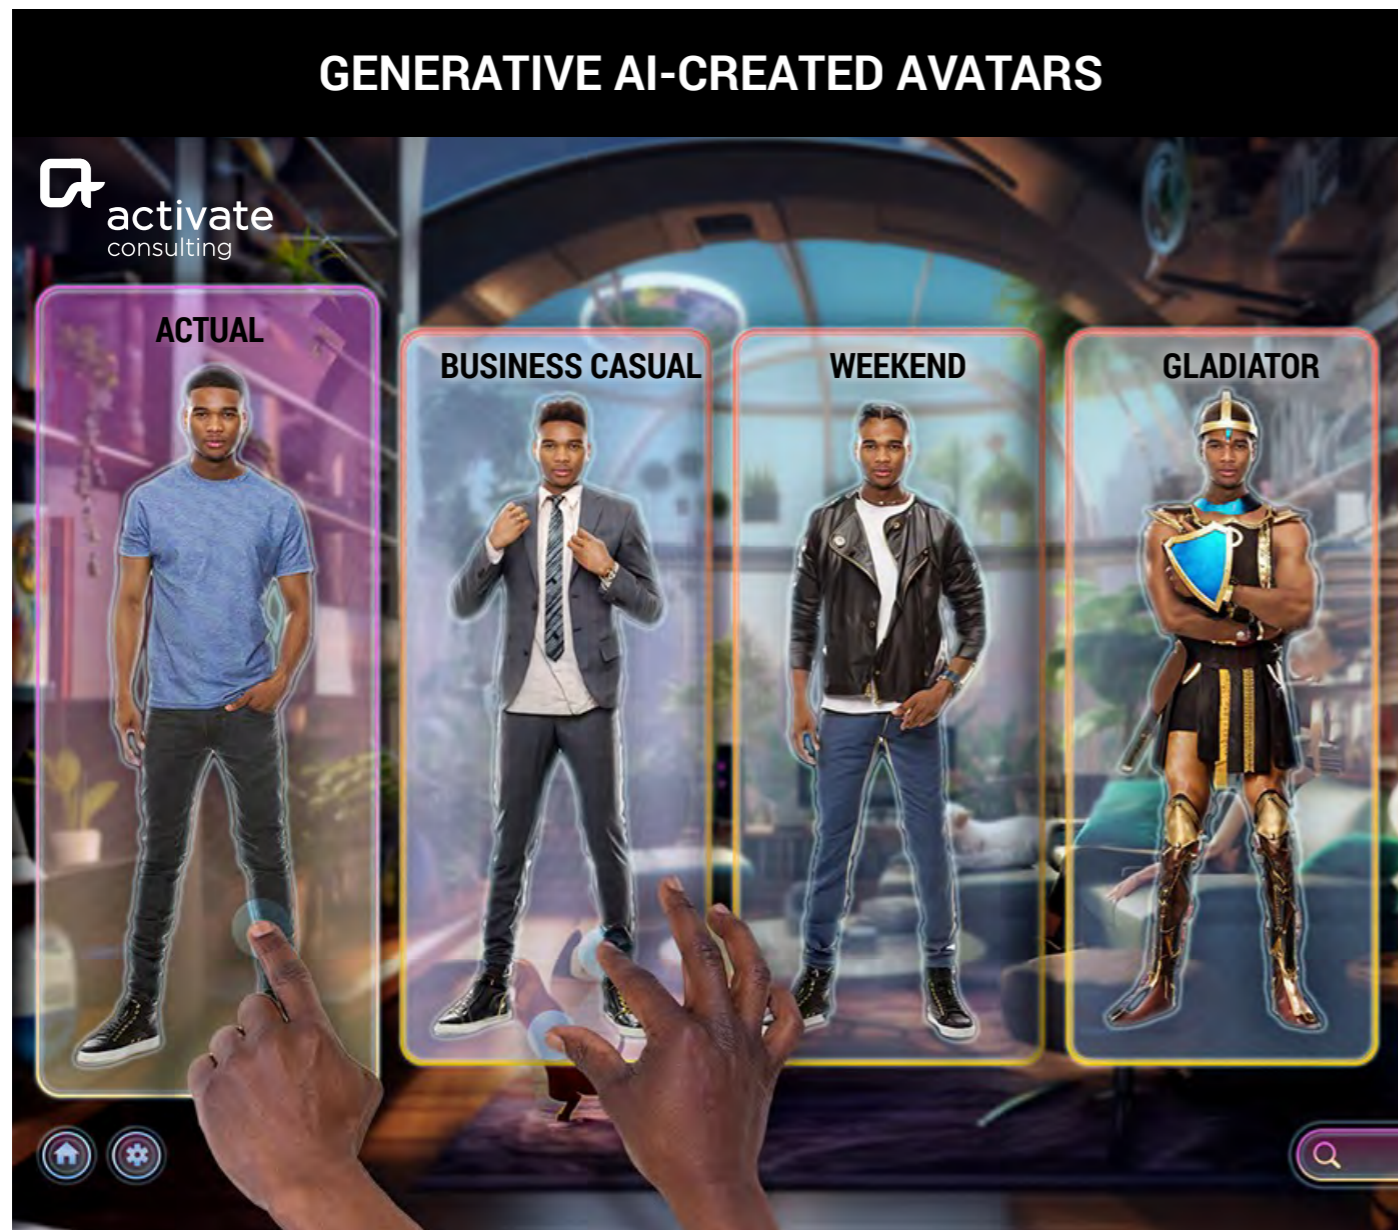 GENERATIVE AI-CREATED AVATARS
activate
consulting
ACTUAL
BUSINESS CASUAL
WEEKEND
GLADIATOR